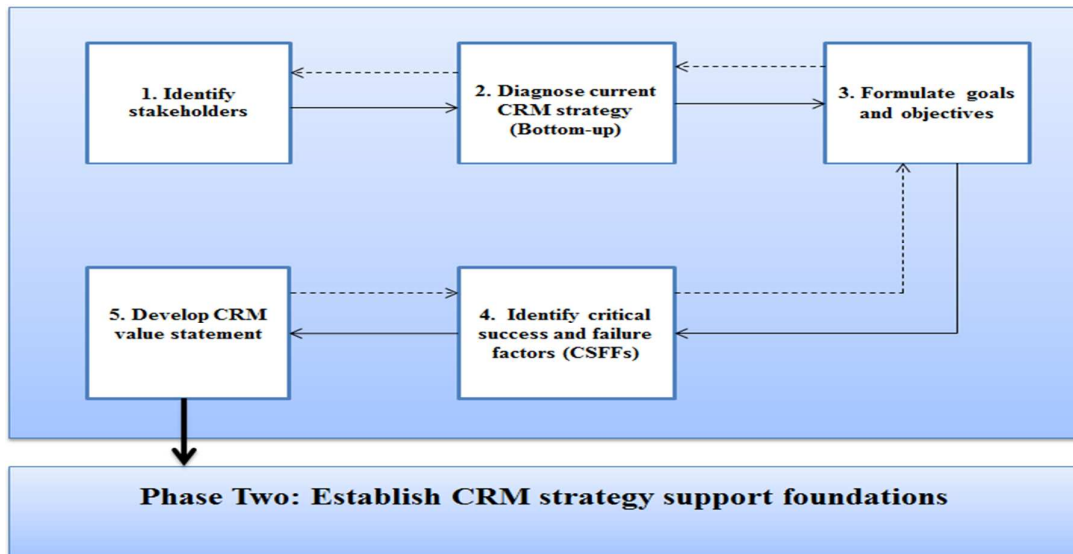 1. Identify
stakeholders
2. Diagnose current
CRM strategy
(Bottom-up)
3. Formulate goals
and objectives
5. Develop CRM
value statement
4. Identify critical
success and failure
factors (CSFFs)
Phase Two: Establish CRM strategy support foundations